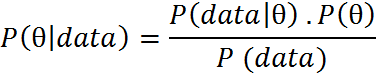 P(θ|data) = P(data|θ) . P(θ) / P (data)